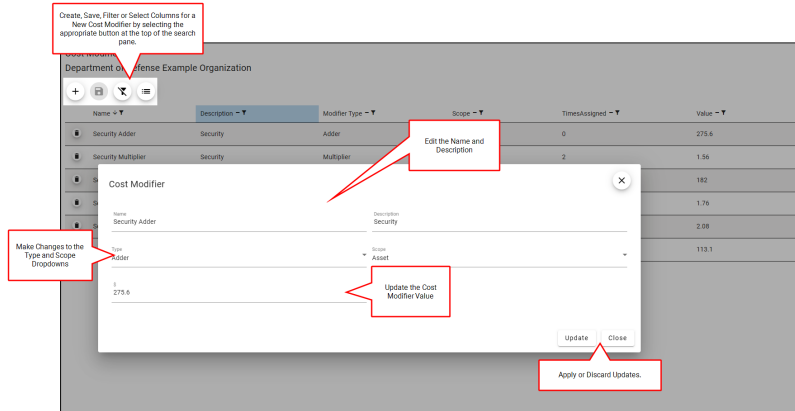 Create, Save, Filter or Select Columns for a
New Cost Modifier by selecting the
appropriate button at the top of the search
pane.
Department of Defense Example Organization
Name
Description
Modifier Type
Scope
TimesAssigned
Value
Security Adder
Security
Adder
0
275.6
Security Multiplier
Security
Multiplier
2
1.56
182
1.76
2.08
113.1
Edit the Name and
Description
Cost Modifier
Name
Security Adder
Description
Security
Make Changes to the
Type and Scope
Dropdowns
Type
Adder
Scope
Asset
$
275.6
Update the Cost
Modifier Value
Update
Close
Apply or Discard Updates.